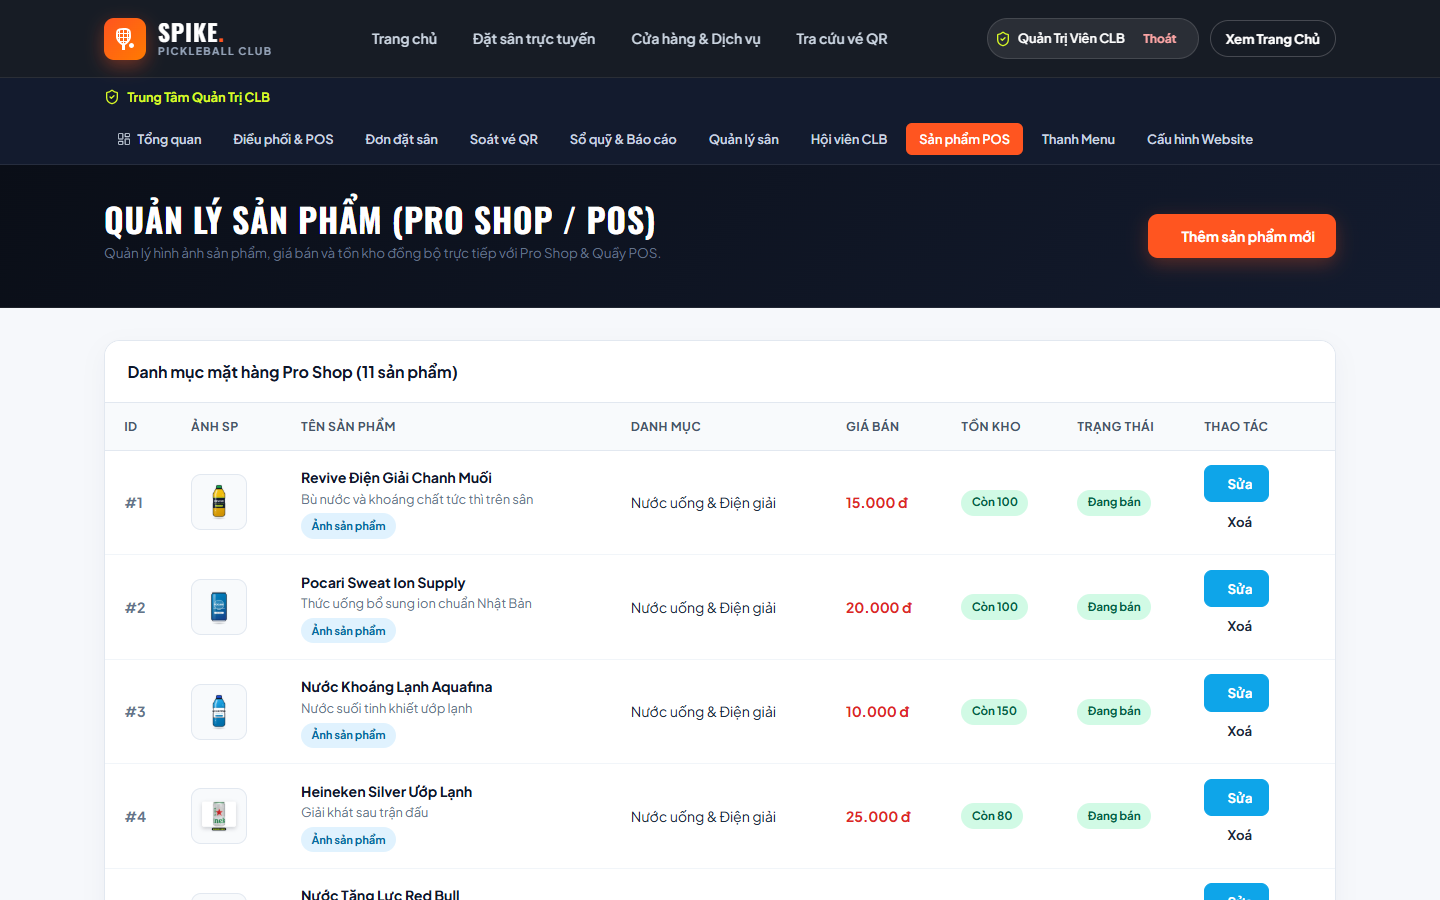 SPIKE.
PICKLEBALL CLUB
Trang chủ
Đặt sân trực tuyến
Cửa hàng & Dịch vụ
Tra cứu vé QR
Quản Trị Viên CLB
Thoát
Xem Trang Chủ
Trung Tâm Quản Trị CLB
Tổng quan
Điều phối & POS
Đơn đặt sân
Soát vé QR
Sổ quỹ & Báo cáo
Quản lý sân
Hội viên CLB
Sản phẩm POS
Thanh Menu
Cấu hình Website
QUẢN LÝ SẢN PHẨM (PRO SHOP / POS)
Quản lý hình ảnh sản phẩm, giá bán và tồn kho đồng bộ trực tiếp với Pro Shop & Quầy POS.
Thêm sản phẩm mới
Danh mục mặt hàng Pro Shop (11 sản phẩm)
ID
ẢNH SP
TÊN SẢN PHẨM
DANH MỤC
GIÁ BÁN
TỒN KHO
TRẠNG THÁI
THAO TÁC
#1
Revive Điện Giải Chanh Muối
Bù nước và khoáng chất tức thì trên sân
Ảnh sản phẩm
Nước uống & Điện giải
15.000 đ
Còn 100
Đang bán
Sửa
Xoá
#2
Pocari Sweat Ion Supply
Thức uống bổ sung ion chuẩn Nhật Bản
Ảnh sản phẩm
Nước uống & Điện giải
20.000 đ
Còn 100
Đang bán
Sửa
Xoá
#3
Nước Khoáng Lạnh Aquafina
Nước suối tinh khiết ướp lạnh
Ảnh sản phẩm
Nước uống & Điện giải
10.000 đ
Còn 150
Đang bán
Sửa
Xoá
#4
Heineken Silver Ướp Lạnh
Giải khát sau trận đấu
Ảnh sản phẩm
Nước uống & Điện giải
25.000 đ
Còn 80
Đang bán
Sửa
Xoá
Nước Tăng Lực Red Bull
Sửa